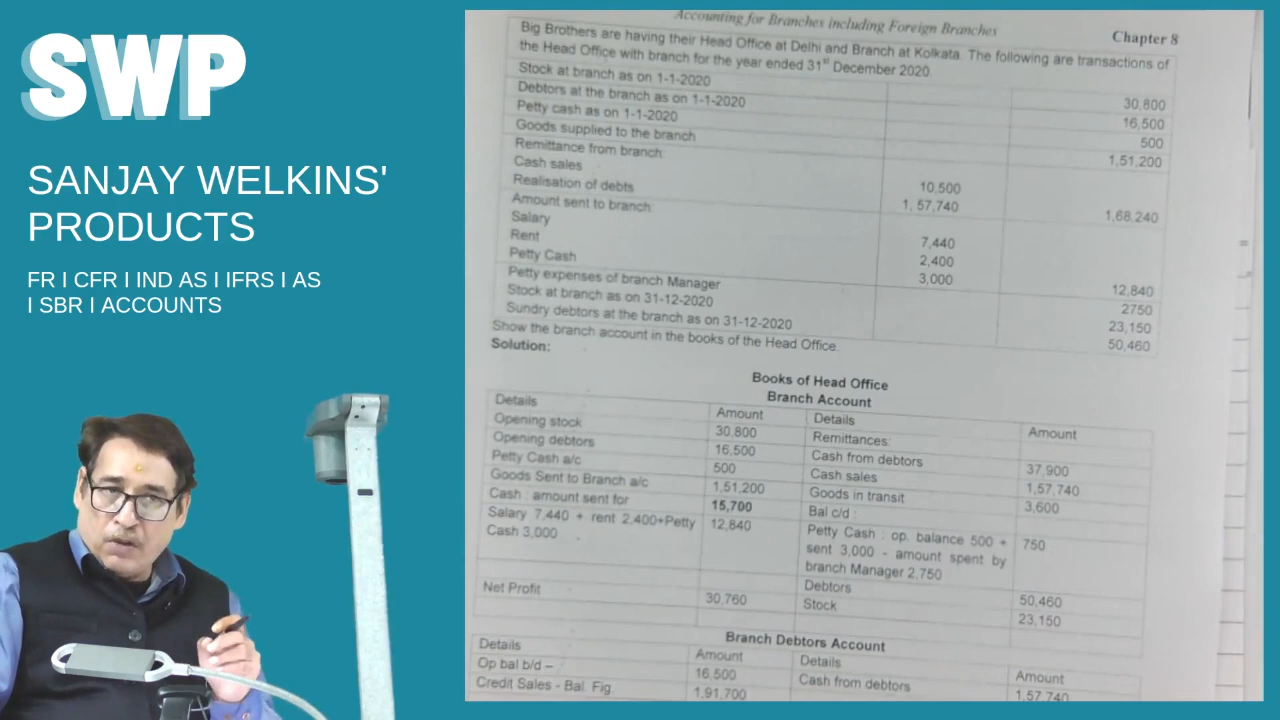 SWP
SANJAY WELKINS'
PRODUCTS
FR I CFR I IND AS I IFRS I AS
I SBR I ACCOUNTS
Accounting for Branches including Foreign Branches
Chapter 8
Big Brothers are having their Head Office at Delhi and Branch at Kolkata. The following are transactions of
the Head Office with branch for the year ended 31st December 2020.
Stock at branch as on 1-1-2020 30,800
Debtors at the branch as on 1-1-2020 16,500
Petty cash as on 1-1-2020 500
Goods supplied to the branch 1,51,200
Remittance from branch:
Cash sales 10,500
Realisation of debts 1, 57,740 1,68,240
Amount sent to branch:
Salary 7,440
Rent 2,400
Petty Cash 3,000 12,840
Petty expenses of branch Manager 2750
Stock at branch as on 31-12-2020 23,150
Sundry debtors at the branch as on 31-12-2020 50,460
Show the branch account in the books of the Head Office.
Solution:
Books of Head Office
Branch Account
Details Amount Details Amount
Opening stock 30,800 Remittances:
Opening debtors 16,500 Cash from debtors 37,900
Petty Cash a/c 500 Cash sales 1,57,740
Goods Sent to Branch a/c 1,51,200 Goods in transit 3,600
Cash : amount sent for 15,700 Bal c/d :
Salary 7,440 + rent 2,400+Petty 12,840 Petty Cash : op. balance 500 + 750
Cash 3,000 sent 3,000 - amount spent by
branch Manager 2,750
Debtors 50,460
Net Profit 30,760 Stock 23,150
Branch Debtors Account
Details Amount Details Amount
Op bal b/d – 16,500 Cash from debtors 1,57,740
Credit Sales - Bal. Fig. 1,91,700